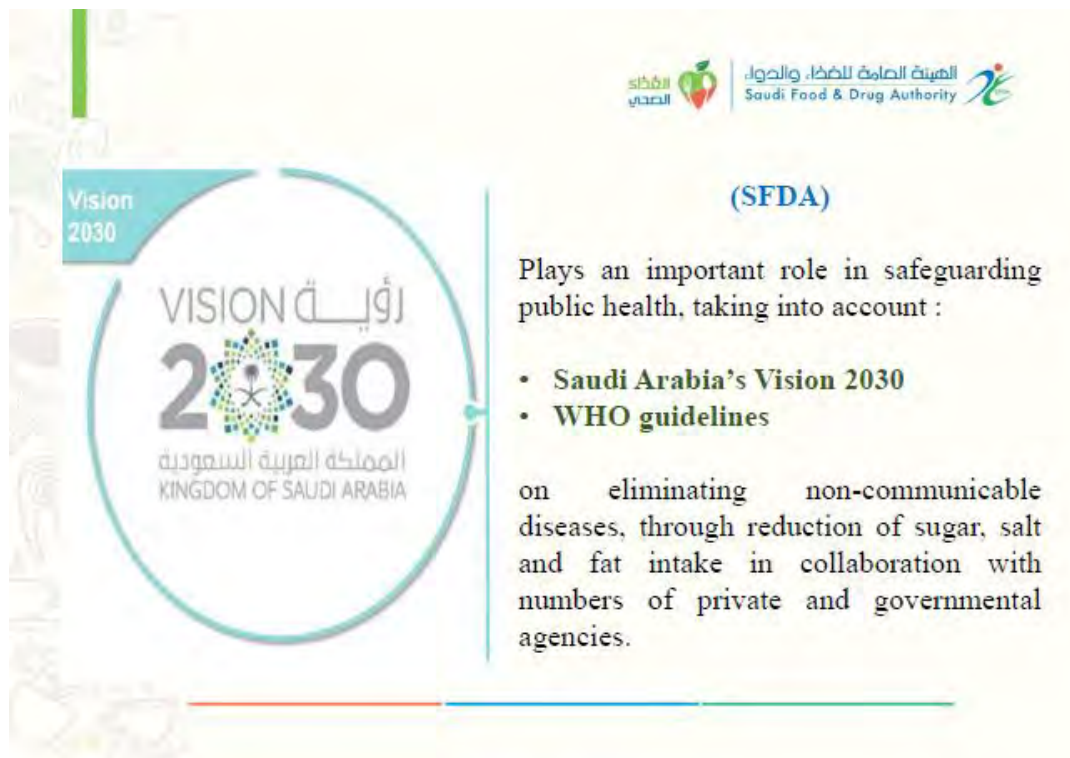 الغذاء
الصحي
الهيئة العامة للغذاء والدواء
Saudi Food & Drug Authority
Vision
2030
VISION رؤيــة
2030
المملكة العربية السعودية
KINGDOM OF SAUDI ARABIA
(SFDA)
Plays an important role in safeguarding
public health, taking into account :
• Saudi Arabia’s Vision 2030
• WHO guidelines
on eliminating non-communicable
diseases, through reduction of sugar, salt
and fat intake in collaboration with
numbers of private and governmental
agencies.